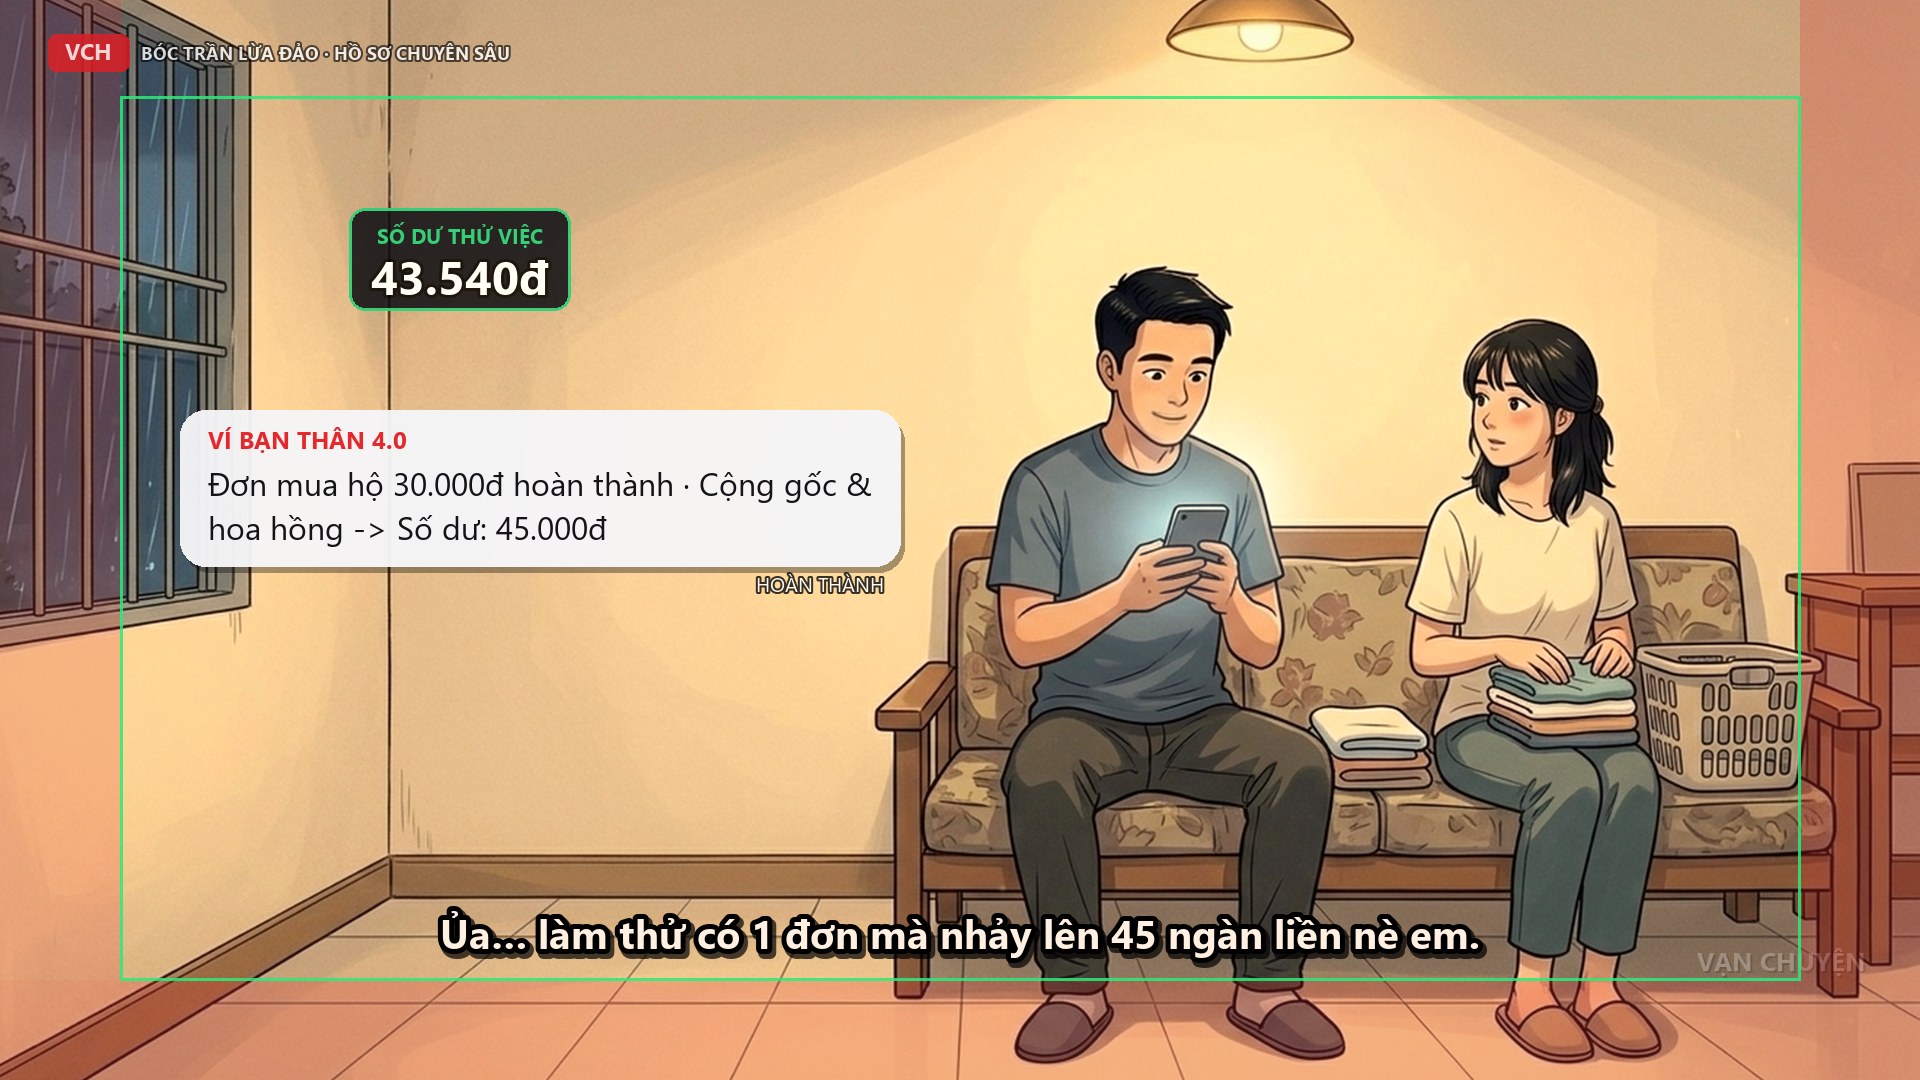 VCH BÓC TRẦN LỪA ĐẢO · HỒ SƠ CHUYÊN SÂU
SỐ DƯ THỬ VIỆC
43.540đ
VÍ BẠN THÂN 4.0
Đơn mua hộ 30.000đ hoàn thành · Cộng gốc &
hoa hồng -> Số dư: 45.000đ
HOÀN THÀNH
Ủa... làm thử có 1 đơn mà nhảy lên 45 ngàn liền nè em.
VẠN CHUYỆN